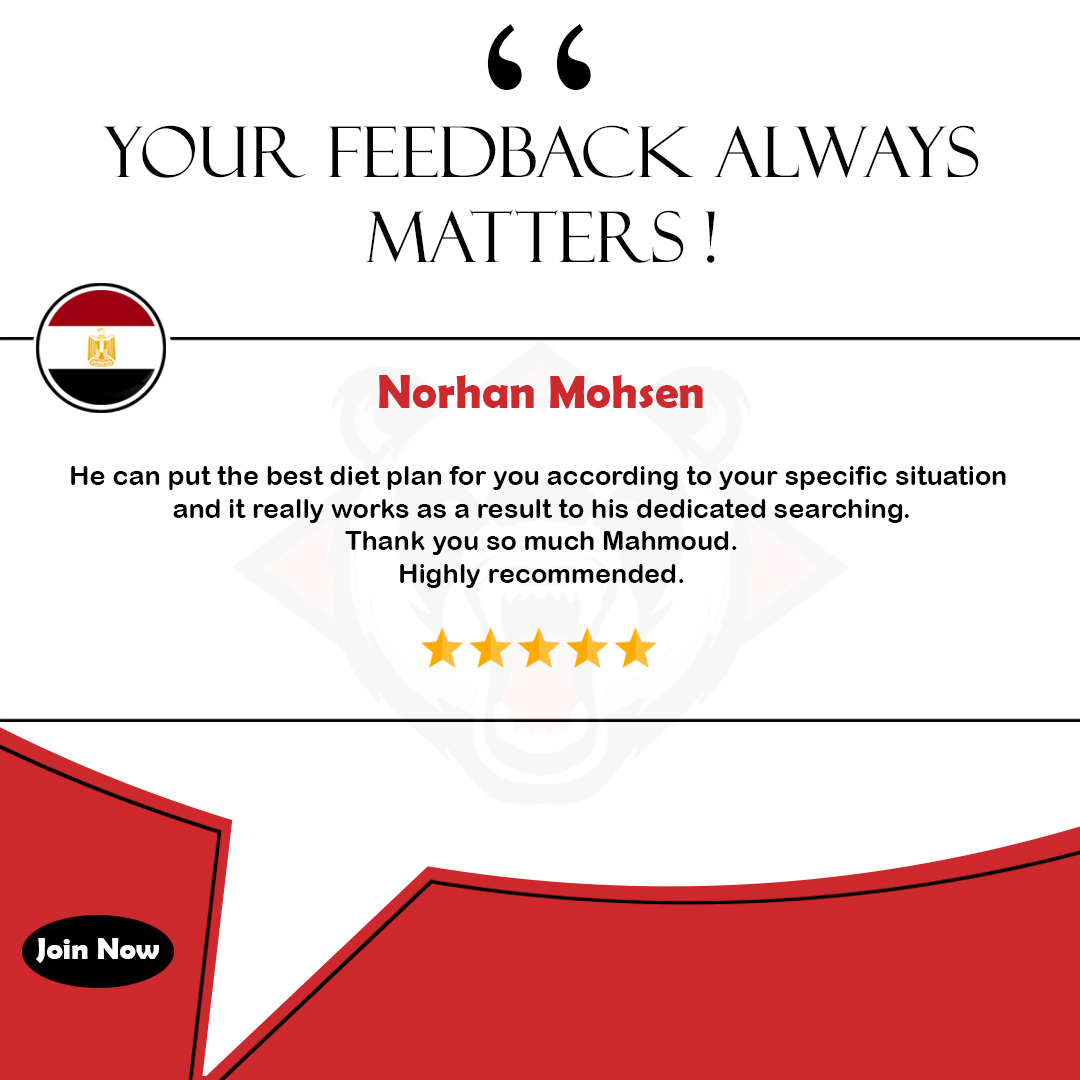 “
YOUR FEEDBACK ALWAYS
MATTERS !
Norhan Mohsen
He can put the best diet plan for you according to your specific situation
and it really works as a result to his dedicated searching.
Thank you so much Mahmoud.
Highly recommended.
Join Now